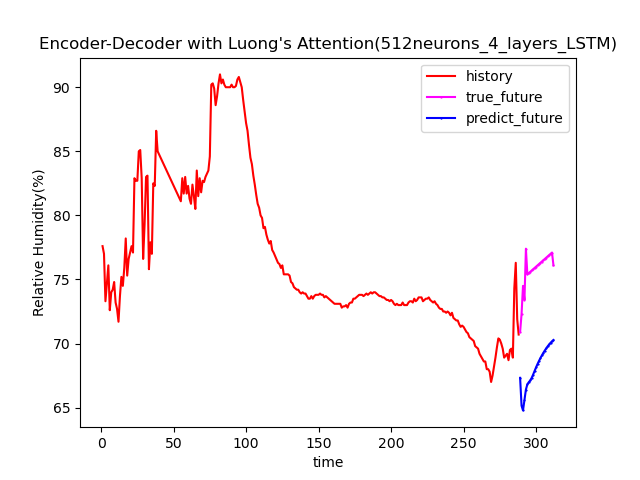 Encoder-Decoder with Luong's Attention(512neurons_4_layers_LSTM)
history
true_future
predict_future
Relative Humidity(%)
90
85
80
75
70
65
0 50 100 150 200 250 300
time